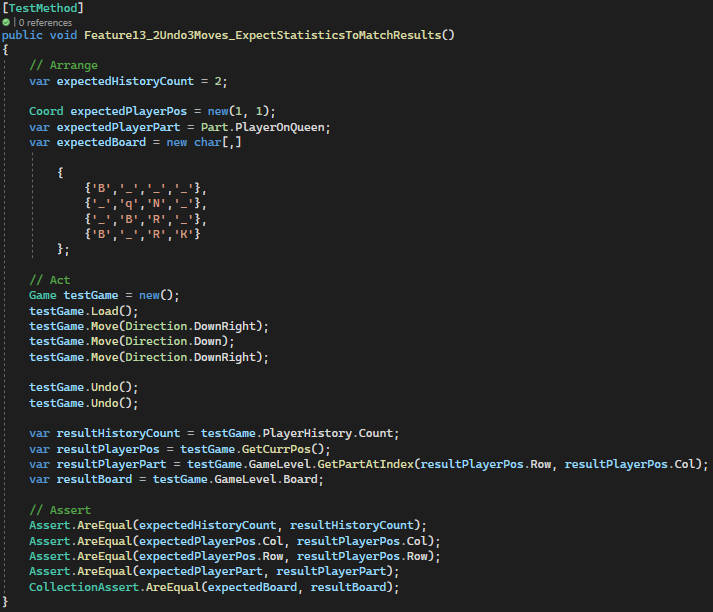 [TestMethod]
| 0 references
public void Feature13_2Undo3Moves_ExpectStatisticsToMatchResults()
{
// Arrange
var expectedHistoryCount = 2;
Coord expectedPlayerPos = new(1, 1);
var expectedPlayerPart = Part.PlayerOnQueen;
var expectedBoard = new char[,]
{
{'B','_','_','_'},
{'_','q','N','_'},
{'_','B','R','_'},
{'B','_','R','K'}
};
// Act
Game testGame = new();
testGame.Load();
testGame.Move(Direction.DownRight);
testGame.Move(Direction.Down);
testGame.Move(Direction.DownRight);
testGame.Undo();
testGame.Undo();
var resultHistoryCount = testGame.PlayerHistory.Count;
var resultPlayerPos = testGame.GetCurrPos();
var resultPlayerPart = testGame.GameLevel.GetPartAtIndex(resultPlayerPos.Row, resultPlayerPos.Col);
var resultBoard = testGame.GameLevel.Board;
// Assert
Assert.AreEqual(expectedHistoryCount, resultHistoryCount);
Assert.AreEqual(expectedPlayerPos.Col, resultPlayerPos.Col);
Assert.AreEqual(expectedPlayerPos.Row, resultPlayerPos.Row);
Assert.AreEqual(expectedPlayerPart, resultPlayerPart);
CollectionAssert.AreEqual(expectedBoard, resultBoard);
}